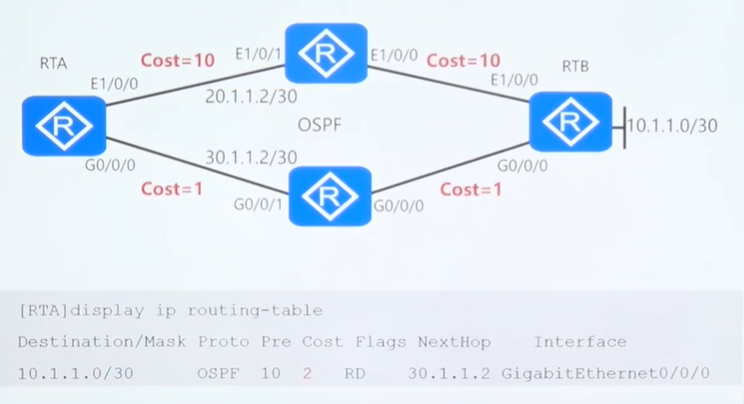 RTA
Cost=10
E1/0/1
R
E1/0/0
Cost=10
RTB
E1/0/0
E1/0/0
20.1.1.2/30
R
OSPF
R
10.1.1.0/30
G0/0/0
30.1.1.2/30
G0/0/0
Cost=1
G0/0/1
R
G0/0/0
Cost=1
[RTA]display ip routing-table
Destination/Mask Proto Pre Cost Flags NextHop Interface
10.1.1.0/30 OSPF 10 2 RD 30.1.1.2 GigabitEthernet0/0/0